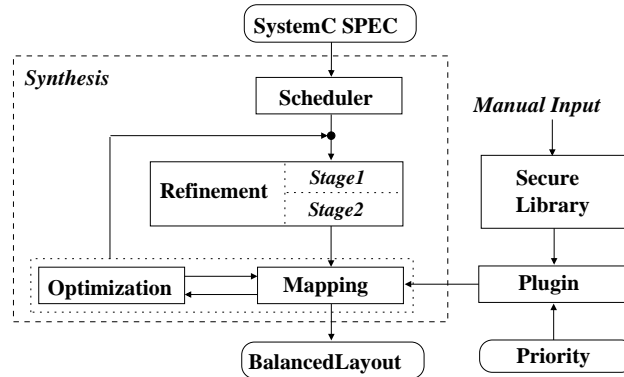 SystemC SPEC
Synthesis
Scheduler
Manual Input
Refinement
Stage1
Stage2
Secure
Library
Optimization
Mapping
Plugin
BalancedLayout
Priority